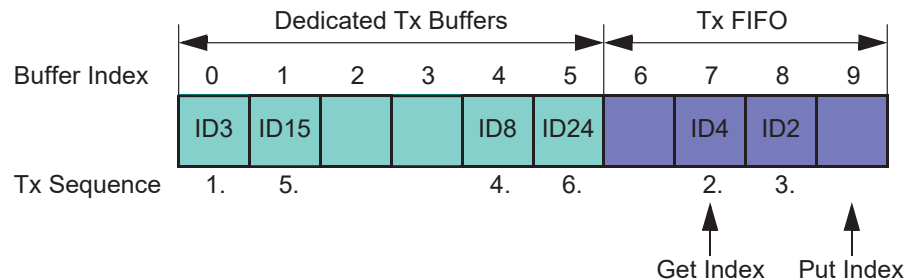 Dedicated Tx Buffers Tx FIFO
Buffer Index 0 1 2 3 4 5 6 7 8 9
ID3 ID15 ID8 ID24 ID4 ID2
Tx Sequence 1. 5. 4. 6. 2. 3.
Get Index Put Index